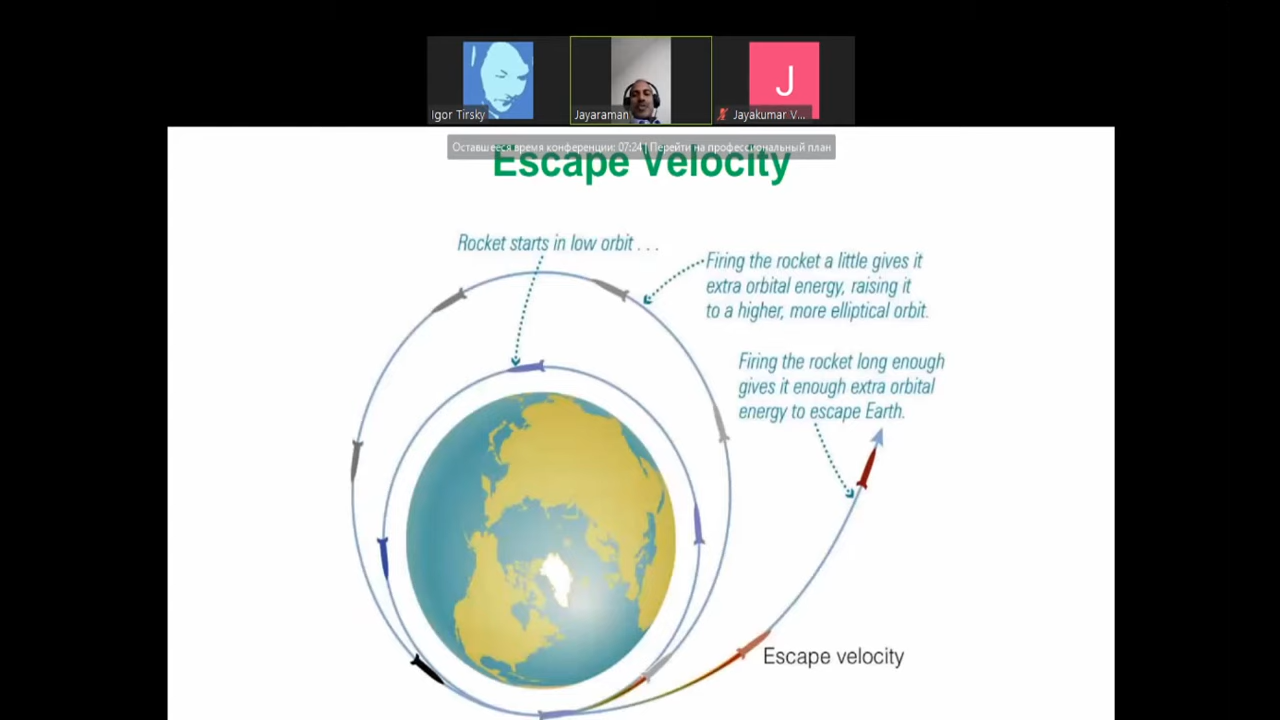 Igor Tirsky
Jayaraman
J
Jayakumar V...
Оставшееся время конференции: 07:24 | Перейти на профессиональный план
Escape Velocity
Rocket starts in low orbit . . .
Firing the rocket a little gives it
extra orbital energy, raising it
to a higher, more elliptical orbit.
Firing the rocket long enough
gives it enough extra orbital
energy to escape Earth.
Escape velocity